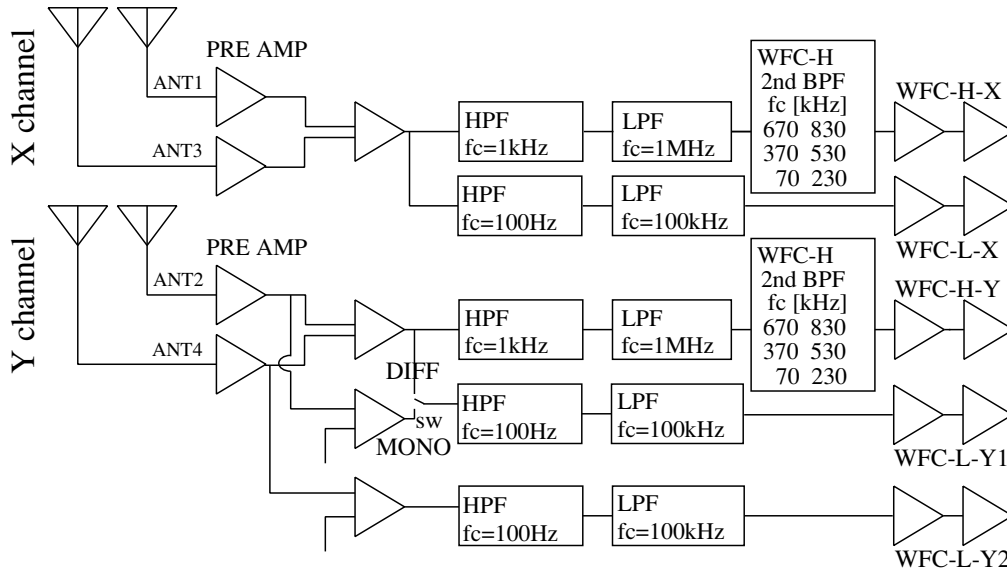 X channel
PRE AMP
ANT1
ANT3
HPF
fc=1kHz
LPF
fc=1MHz
WFC-H
2nd BPF
fc [kHz]
670 830
370 530
70 230
WFC-H-X
HPF
fc=100Hz
LPF
fc=100kHz
WFC-L-X
Y channel
PRE AMP
ANT2
ANT4
HPF
fc=1kHz
LPF
fc=1MHz
WFC-H
2nd BPF
fc [kHz]
670 830
370 530
70 230
WFC-H-Y
DIFF
sw
MONO
HPF
fc=100Hz
LPF
fc=100kHz
WFC-L-Y1
HPF
fc=100Hz
LPF
fc=100kHz
WFC-L-Y2